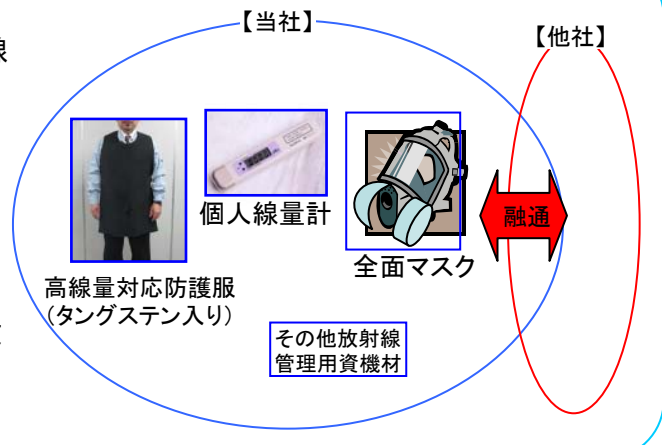 【当社】
【他社】
線
個人線量計
融通
全面マスク
高線量対応防護服
(タングステン入り)
その他放射線
管理用資機材